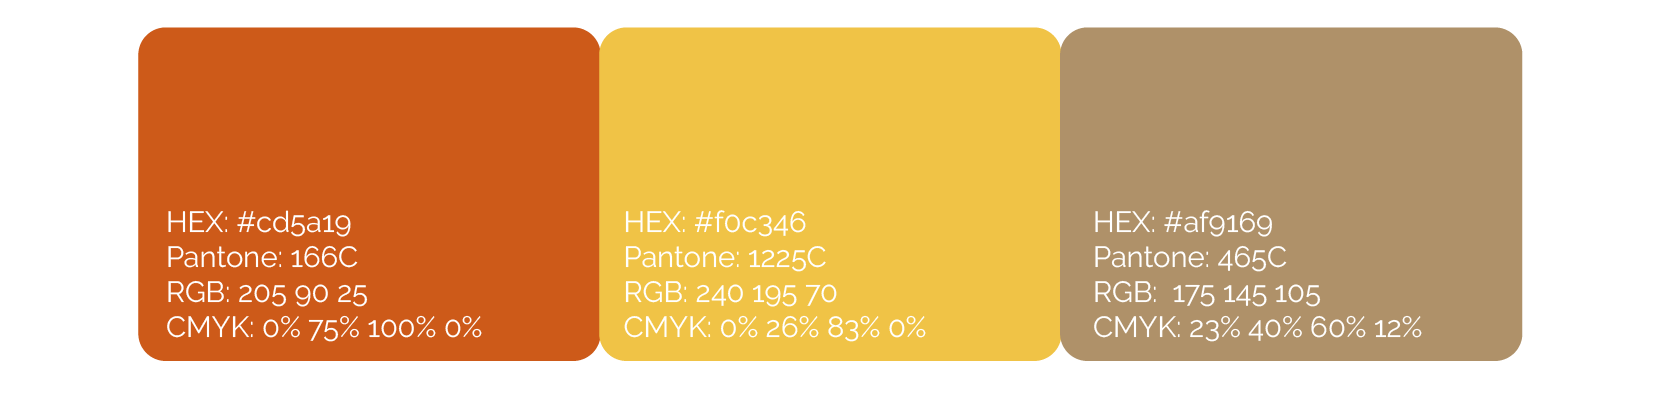 HEX: #cd5a19
Pantone: 166C
RGB: 205 90 25
CMYK: 0% 75% 100% 0%
HEX: #f0c346
Pantone: 1225C
RGB: 240 195 70
CMYK: 0% 26% 83% 0%
HEX: #af9169
Pantone: 465C
RGB:  175 145 105
CMYK: 23% 40% 60% 12%